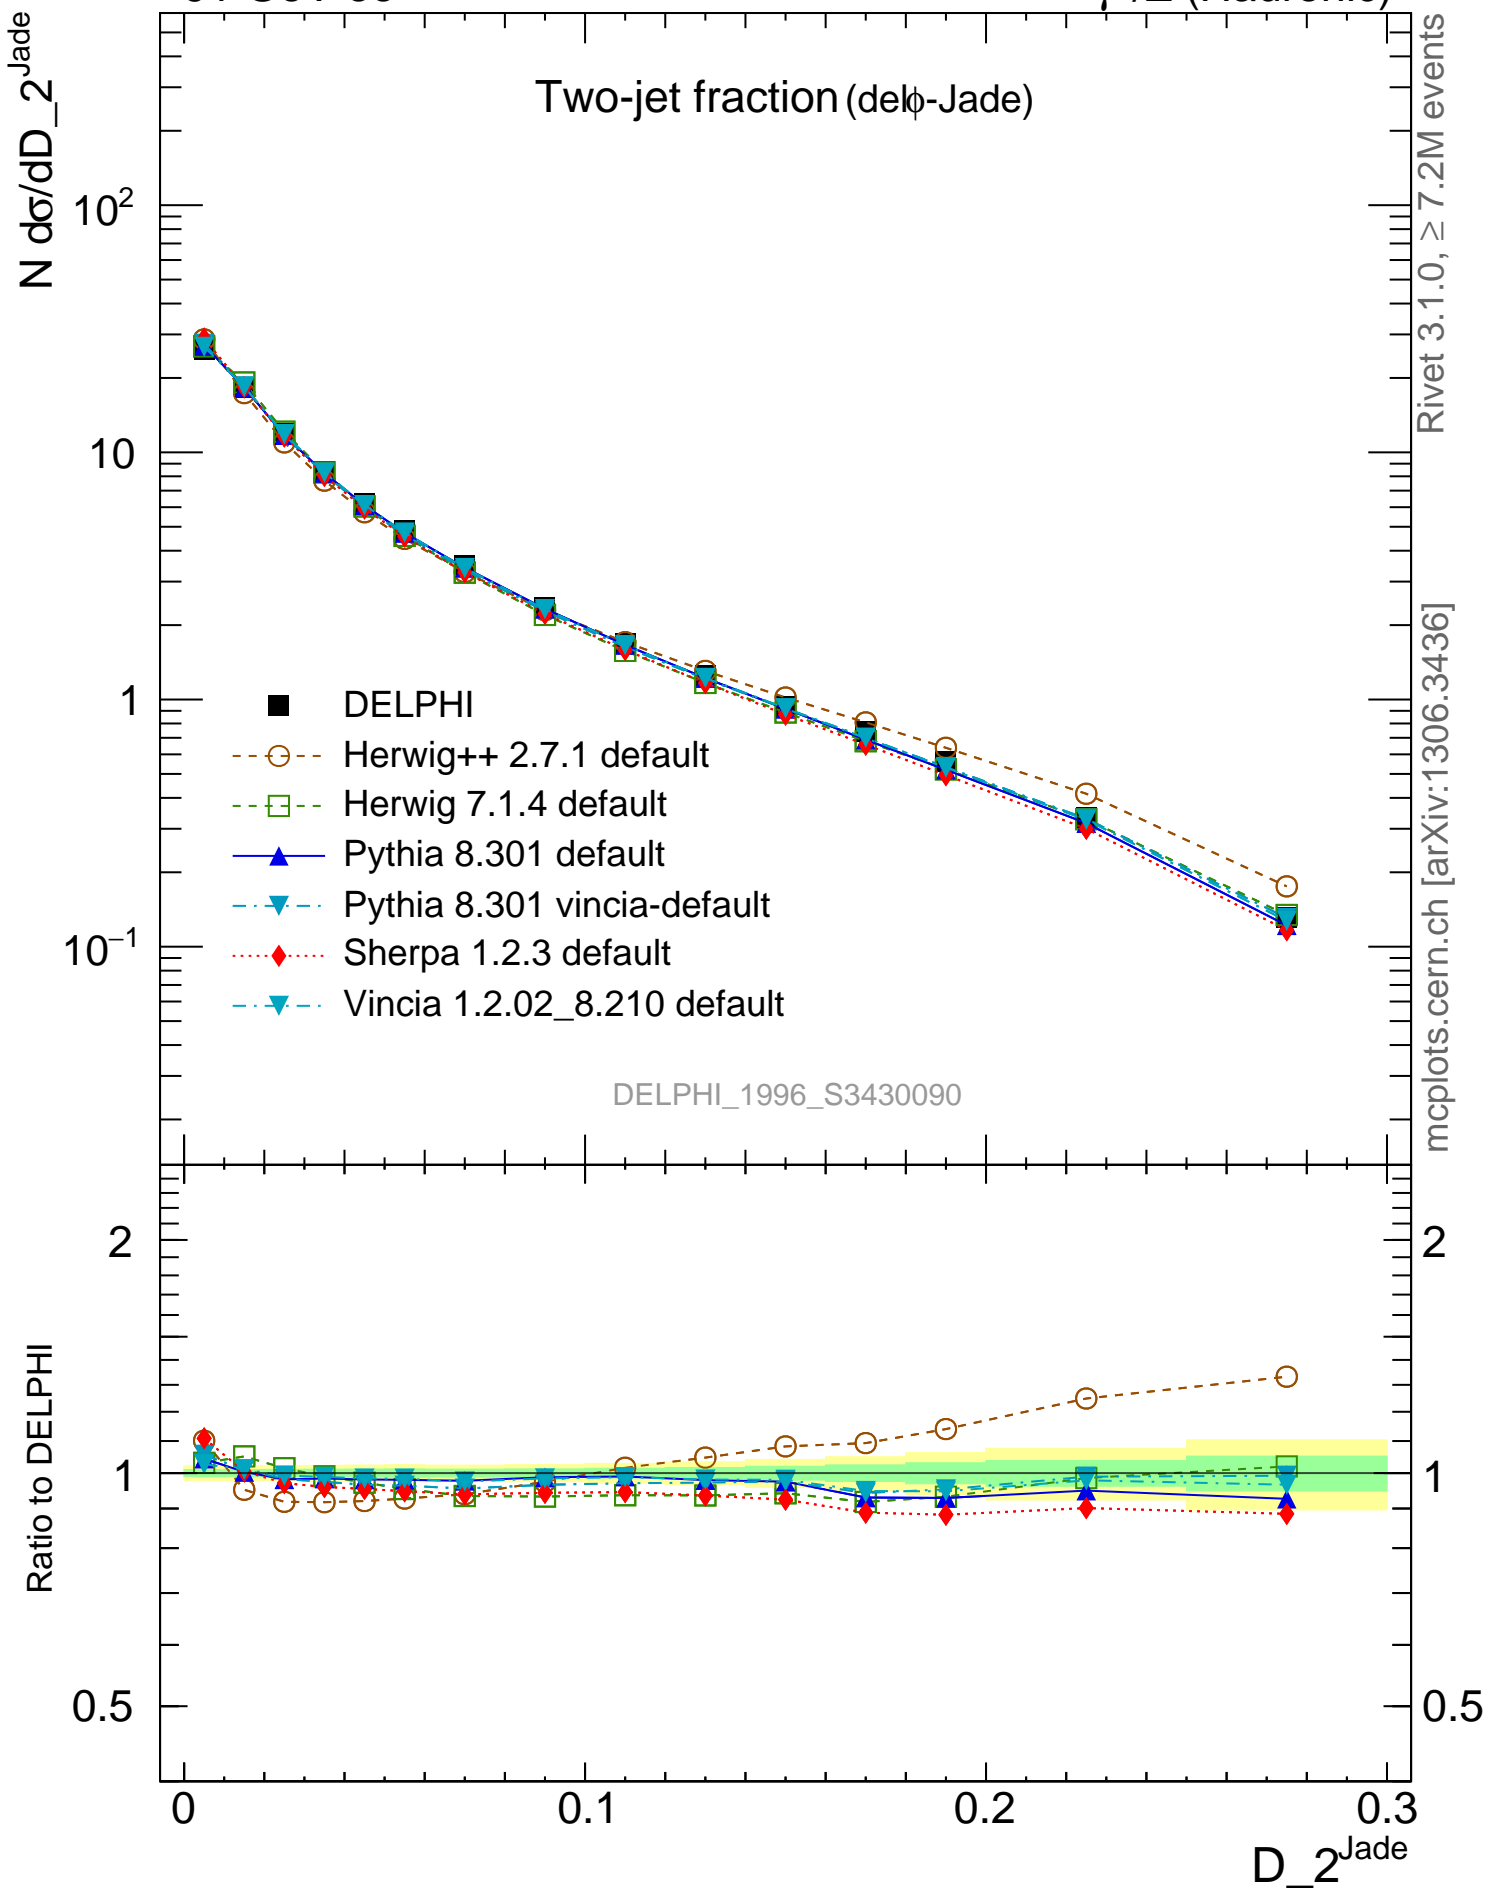 Two-jet fraction (delϕ-Jade)
N dσ/dD_2^Jade
10²
10
1
10⁻¹
DELPHI
Herwig++ 2.7.1 default
Herwig 7.1.4 default
Pythia 8.301 default
Pythia 8.301 vincia-default
Sherpa 1.2.3 default
Vincia 1.2.02_8.210 default
DELPHI_1996_S3430090
Rivet 3.1.0, ≥ 7.2M events
mcplots.cern.ch [arXiv:1306.3436]
Ratio to DELPHI
2
1
0.5
2
1
0.5
0 0.1 0.2 0.3
D_2^Jade